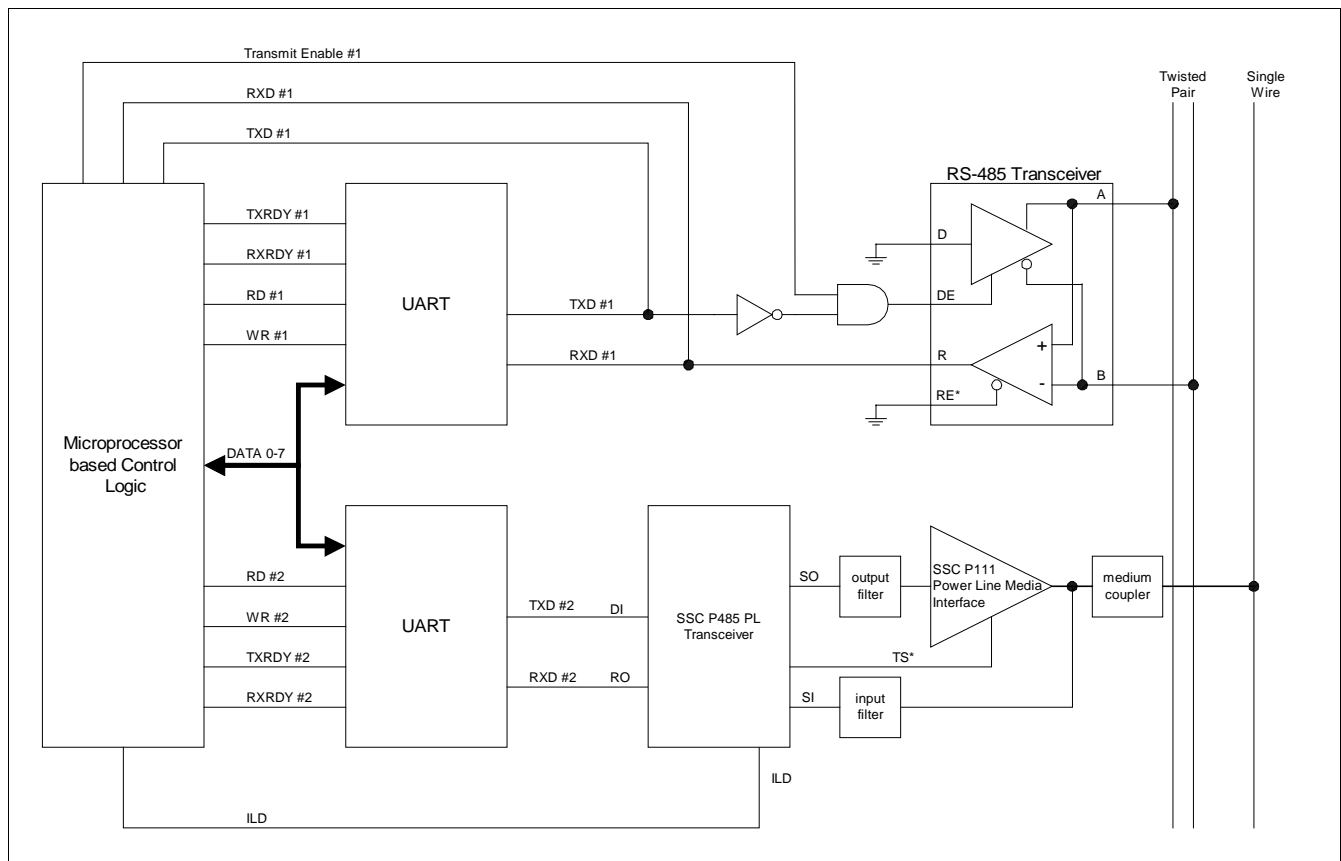 Transmit Enable #1
RXD #1
TXD #1
Twisted
Pair
Single
Wire
RS-485 Transceiver
TXRDY #1
RXRDY #1
RD #1
WR #1
UART
TXD #1
RXD #1
A
D
DE
R
+
-
B
RE*
Microprocessor
based Control
Logic
DATA 0-7
RD #2
WR #2
TXRDY #2
RXRDY #2
UART
TXD #2
DI
RXD #2
RO
SSC P485 PL
Transceiver
SO
output
filter
SSC P111
Power Line Media
Interface
medium
coupler
TS*
SI
input
filter
ILD
ILD